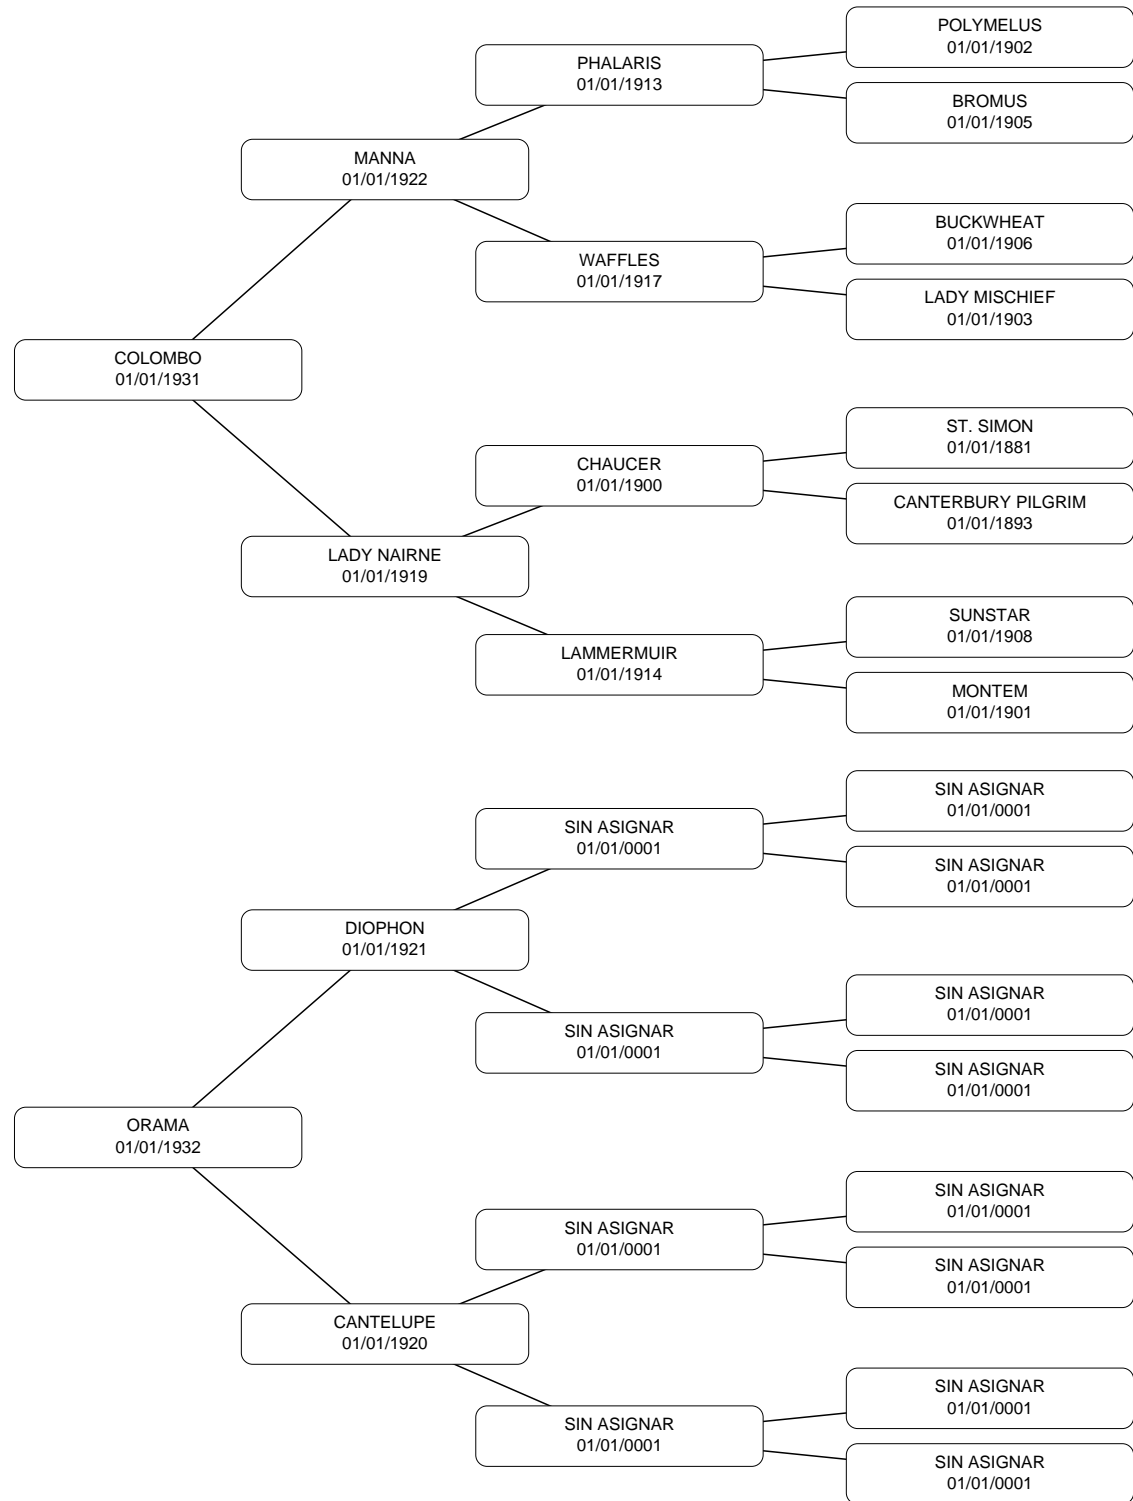 POLYMELUS
01/01/1902
PHALARIS
01/01/1913
BROMUS
01/01/1905
MANNA
01/01/1922
BUCKWHEAT
01/01/1906
WAFFLES
01/01/1917
LADY MISCHIEF
01/01/1903
COLOMBO
01/01/1931
ST. SIMON
01/01/1881
CHAUCER
01/01/1900
CANTERBURY PILGRIM
01/01/1893
LADY NAIRNE
01/01/1919
SUNSTAR
01/01/1908
LAMMERMUIR
01/01/1914
MONTEM
01/01/1901
SIN ASIGNAR
01/01/0001
SIN ASIGNAR
01/01/0001
SIN ASIGNAR
01/01/0001
DIOPHON
01/01/1921
SIN ASIGNAR
01/01/0001
SIN ASIGNAR
01/01/0001
SIN ASIGNAR
01/01/0001
ORAMA
01/01/1932
SIN ASIGNAR
01/01/0001
SIN ASIGNAR
01/01/0001
SIN ASIGNAR
01/01/0001
CANTELUPE
01/01/1920
SIN ASIGNAR
01/01/0001
SIN ASIGNAR
01/01/0001
SIN ASIGNAR
01/01/0001